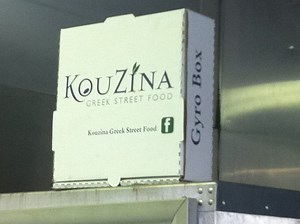 KouZina
GREEK STREET FOOD
Kouzina Greek Street Food f
Gyro Box